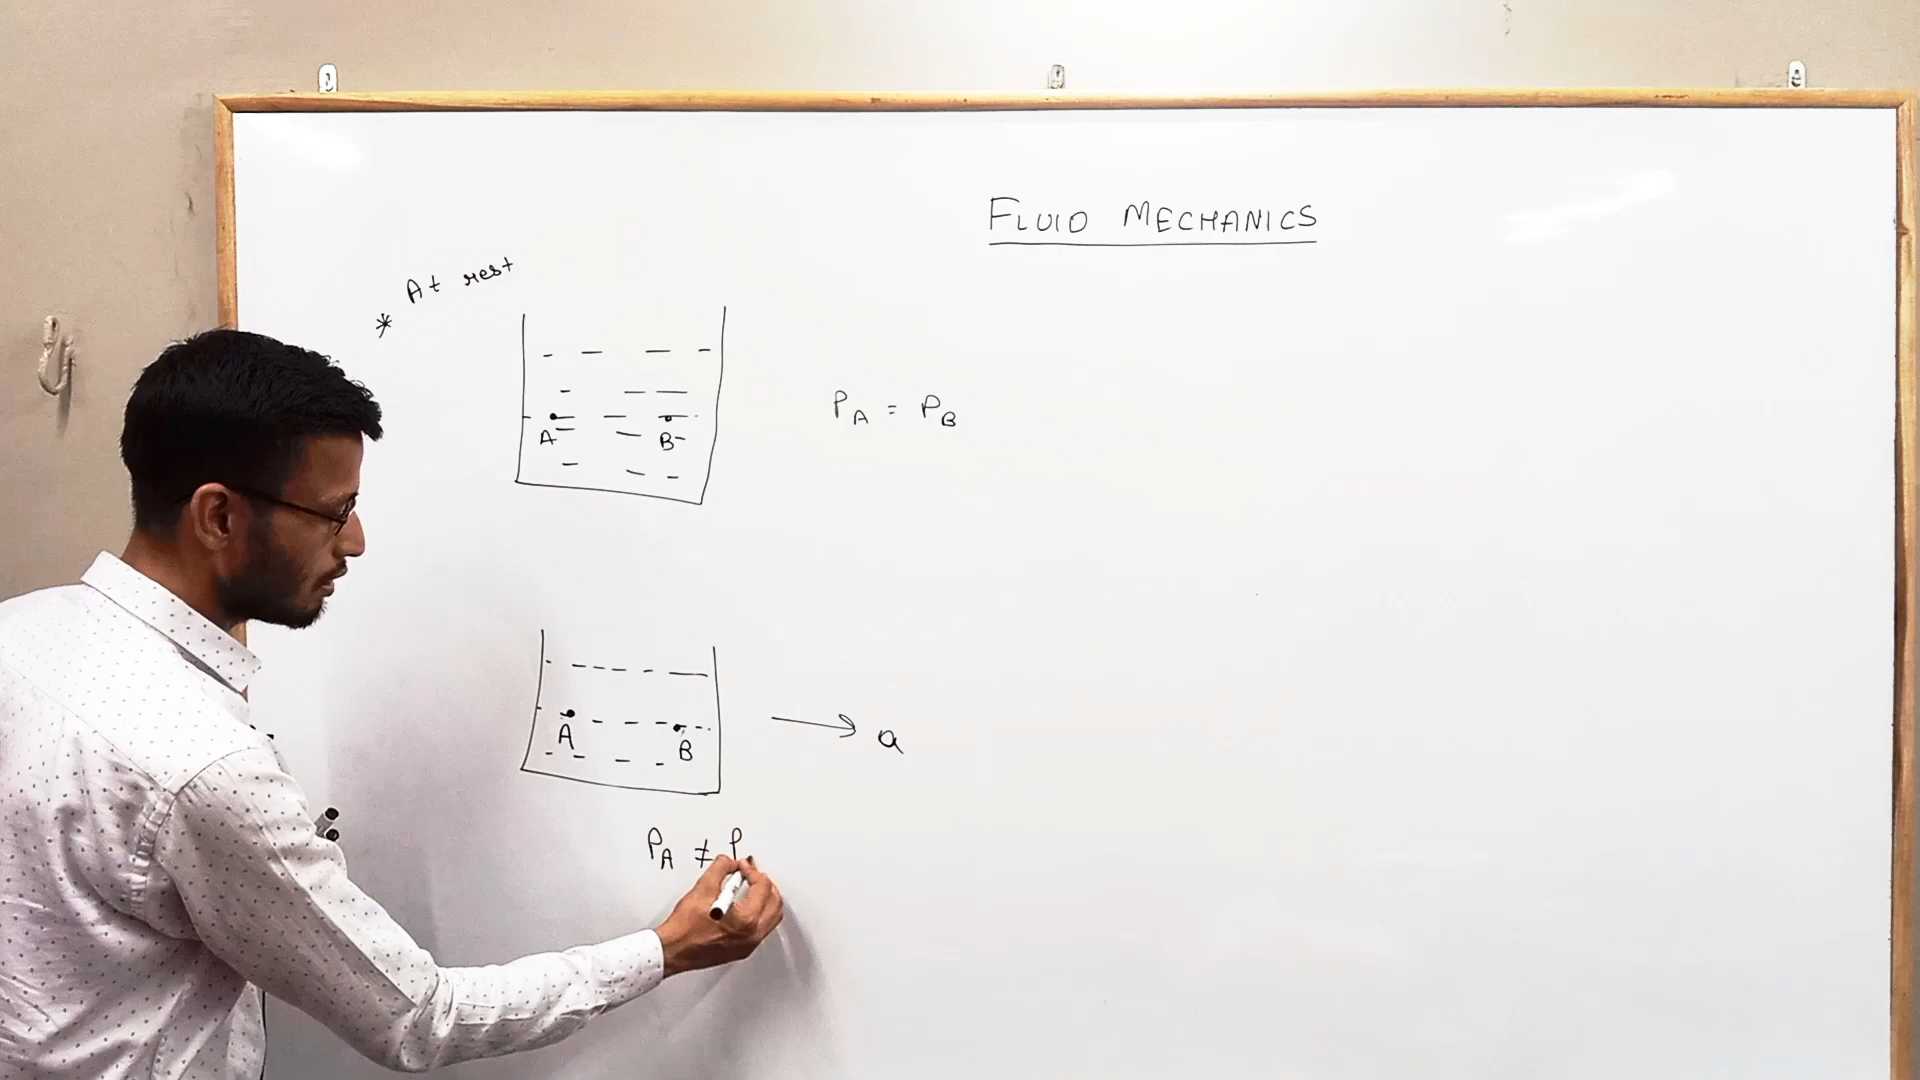 FLUID MECHANICS
* At rest
A B
P_A = P_B
A B
a
P_A ≠ P